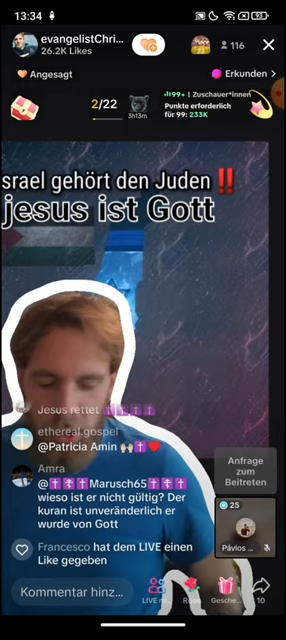 13:34
93
evangelistChri...
26.2K Likes
116
Angesagt
Erkunden >
2/22
3h13m
99+ | Zuschauer*innen
Punkte erforderlich
für 99: 233K
srael gehört den Juden ‼️
jesus ist Gott
Jesus rettet ✝️✝️✝️✝️
ethereal.gospel
@Patricia Amin 🙌🏻✝️❤️
Amra
@✝️☦️✝️Marusch65✝️☦️✝️
wieso ist er nicht gültig? Der
kuran ist unveränderlich er
wurde von Gott
Anfrage
zum
Beitreten
25
Pávlos ...
Francesco hat dem LIVE einen
Like gegeben
Kommentar hinz...
LIVE
Gesche...
10